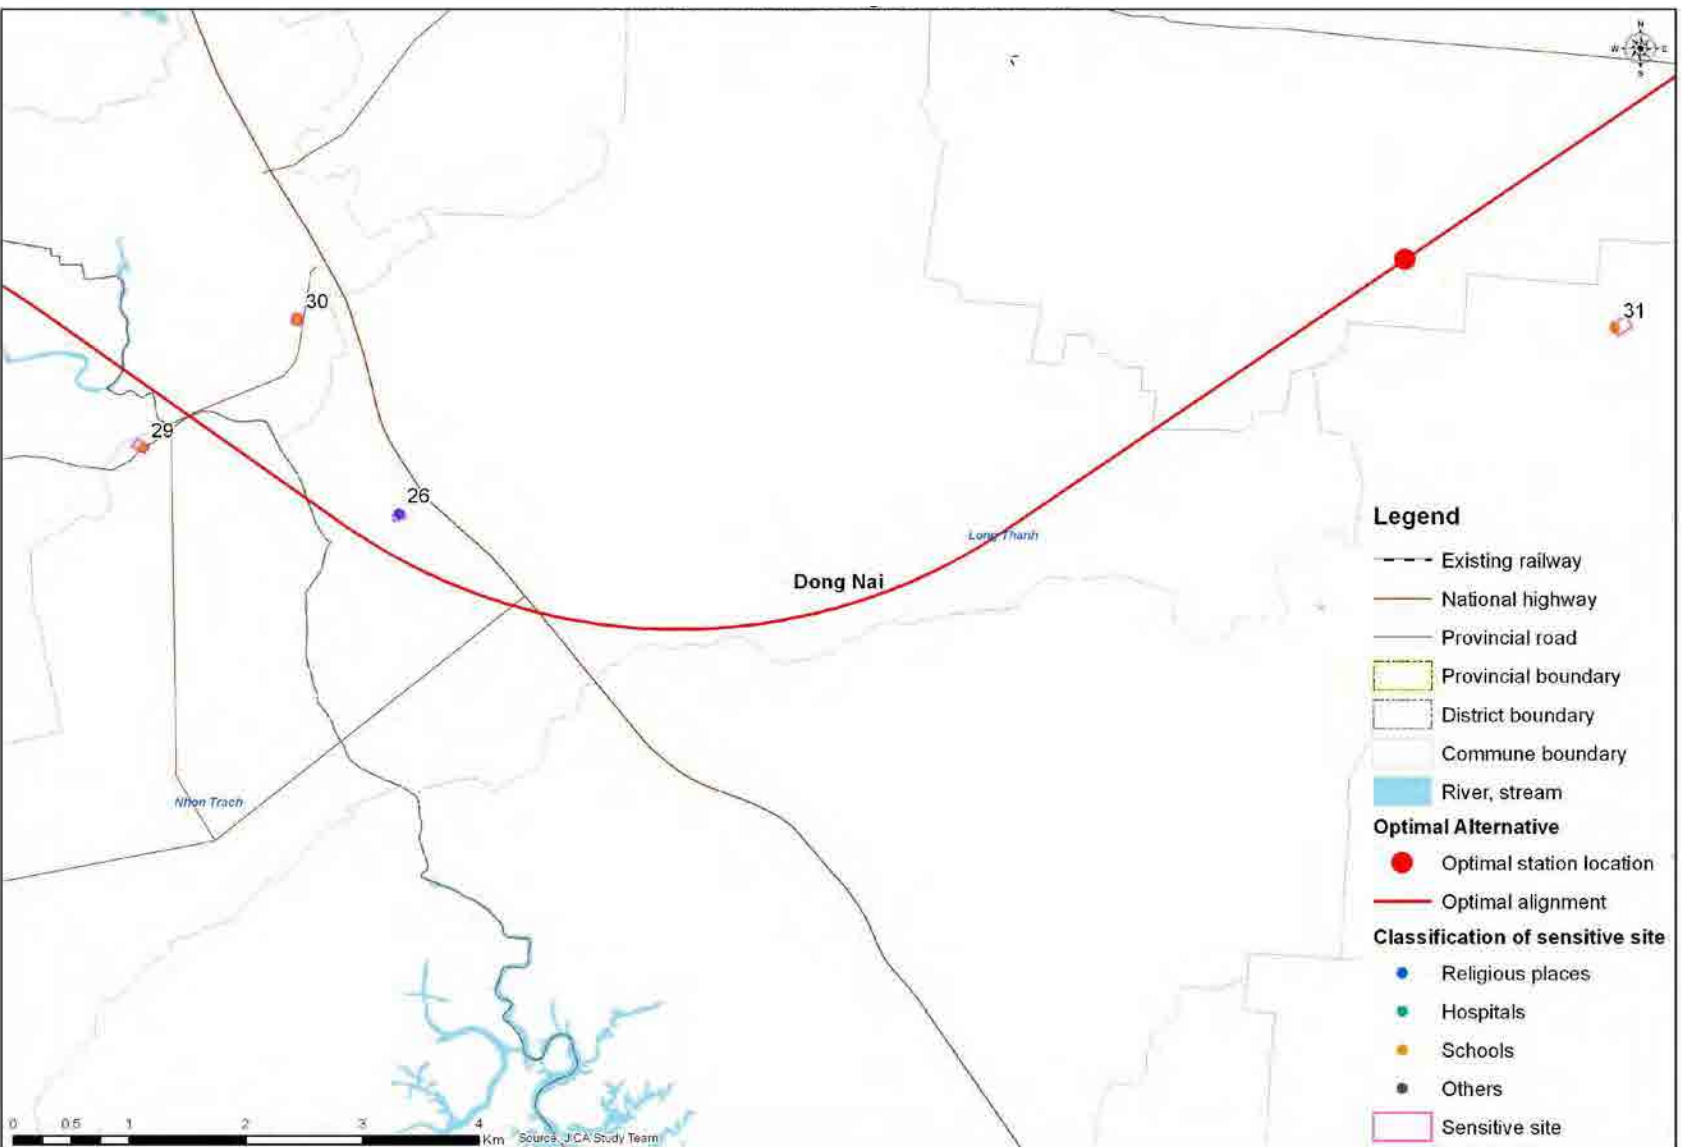 N
W E
S
30
31
29
26
Long Thanh
Dong Nai
Nhon Trach
Legend
Existing railway
National highway
Provincial road
Provincial boundary
District boundary
Commune boundary
River, stream
Optimal Alternative
Optimal station location
Optimal alignment
Classification of sensitive site
Religious places
Hospitals
Schools
Others
Sensitive site
0 0.5 1 2 3 4
Km Source: JICA Study Team